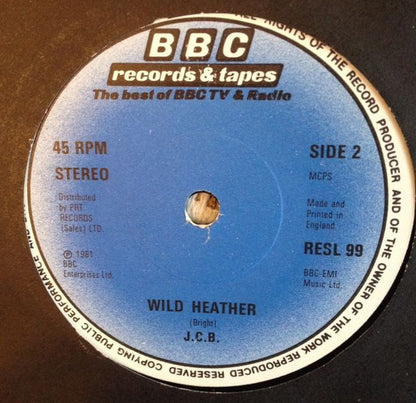 BBC
records & tapes
The best of BBC TV & Radio
45 RPM
STEREO
SIDE 2
MCPS
Distributed
by PRT
RECORDS
(Sales) LTD.
Made and
Printed in
England.
RESL 99
℗ 1981
BBC
Enterprises Ltd.
BBC-EMI
Music Ltd.
WILD HEATHER
(Bright)
J.C.B.
ALL RIGHTS OF THE RECORD PRODUCER AND OF THE OWNER OF THE WORK REPRODUCED RESERVED COPYING PUBLIC PERFORMANCE AND